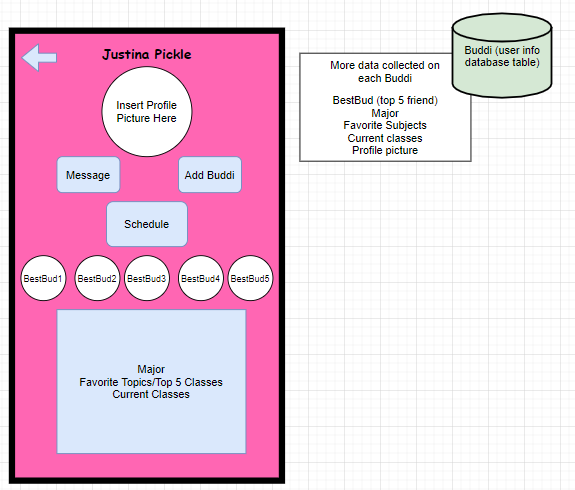 Justina Pickle
Insert Profile
Picture Here
Message
Add Buddi
Schedule
BestBud1
BestBud2
BestBud3
BestBud4
BestBud5
Major
Favorite Topics/Top 5 Classes
Current Classes
More data collected on
each Buddi
BestBud (top 5 friend)
Major
Favorite Subjects
Current classes
Profile picture
Buddi (user info
database table)